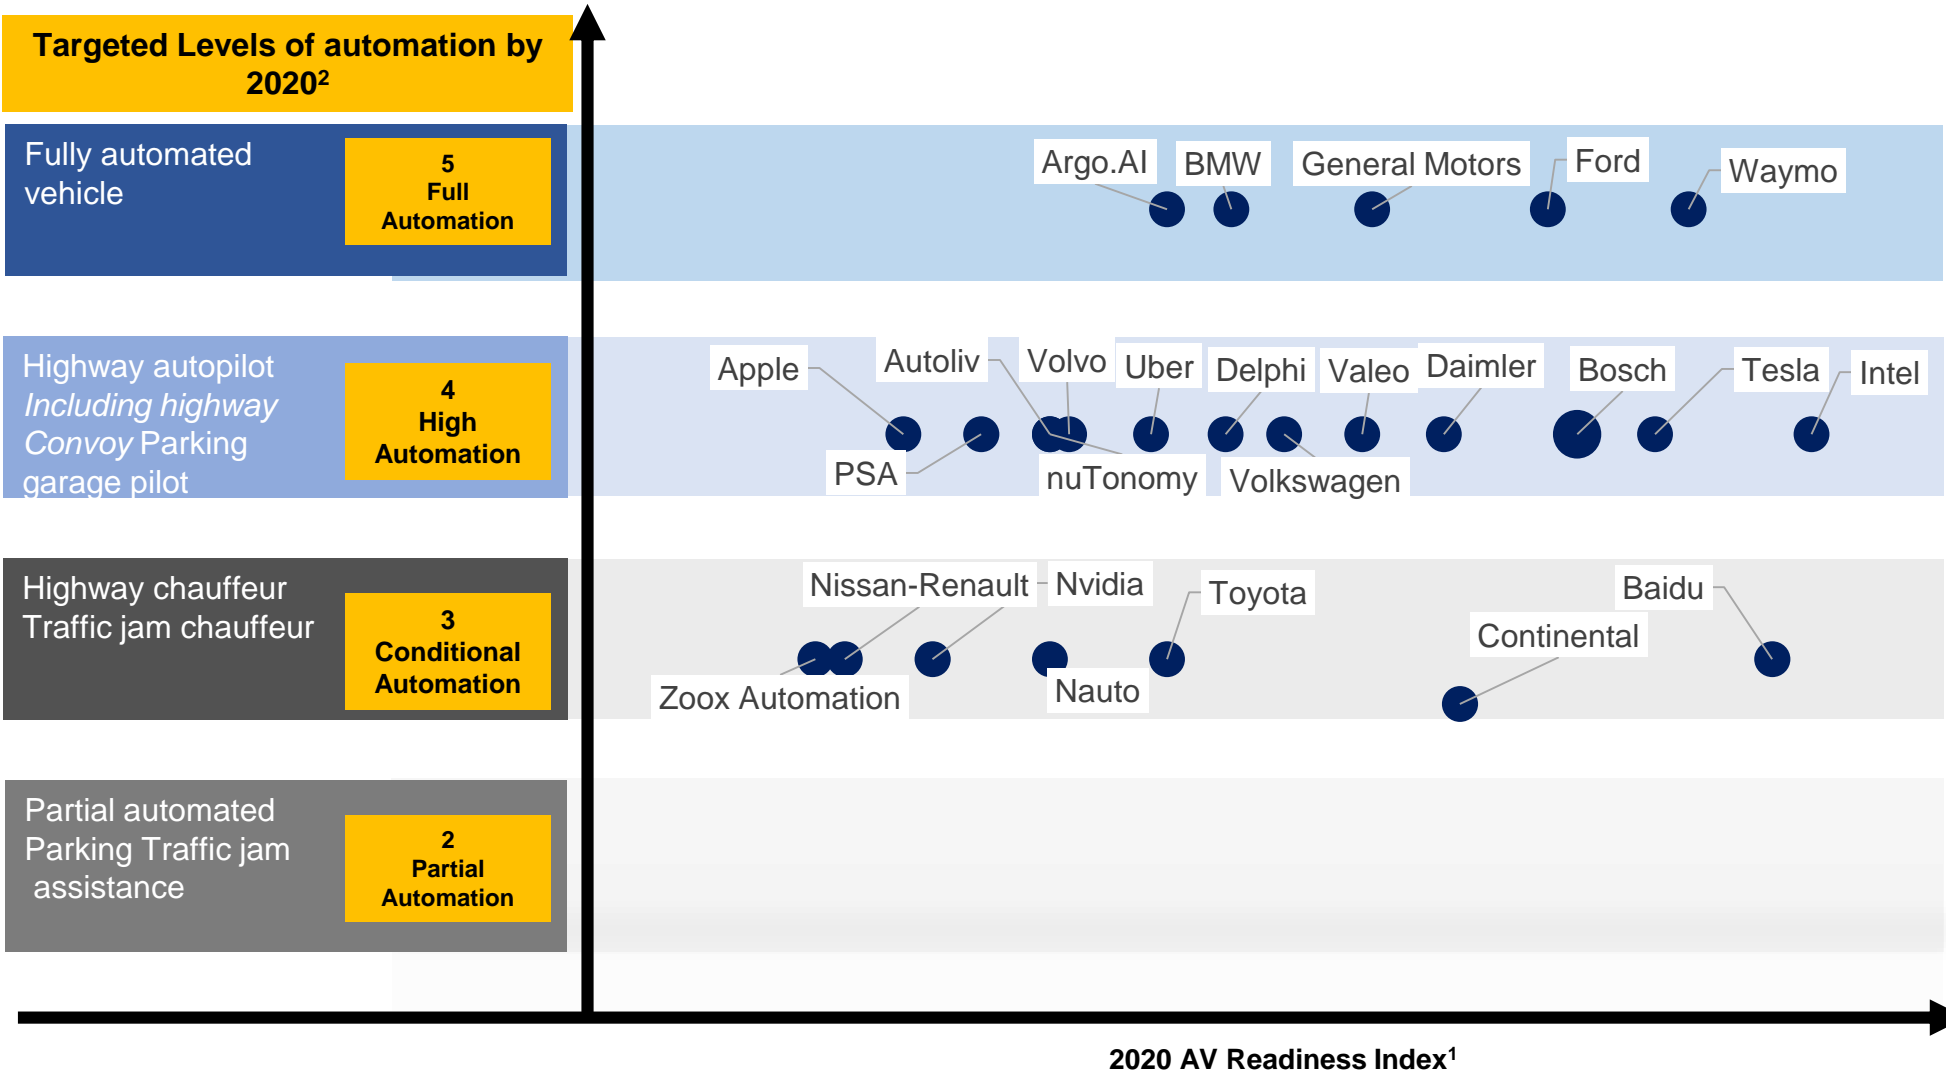 Targeted Levels of automation by
2020²
Fully automated
vehicle
5
Full
Automation
Argo.AI
BMW
General Motors
Ford
Waymo
Highway autopilot
Including highway
Convoy Parking
garage pilot
4
High
Automation
Apple
Autoliv
Volvo
Uber
Delphi
Valeo
Daimler
Bosch
Tesla
Intel
PSA
nuTonomy
Volkswagen
Highway chauffeur
Traffic jam chauffeur
3
Conditional
Automation
Nissan-Renault
Nvidia
Toyota
Baidu
Continental
Zoox Automation
Nauto
Partial automated
Parking Traffic jam
assistance
2
Partial
Automation
2020 AV Readiness Index¹